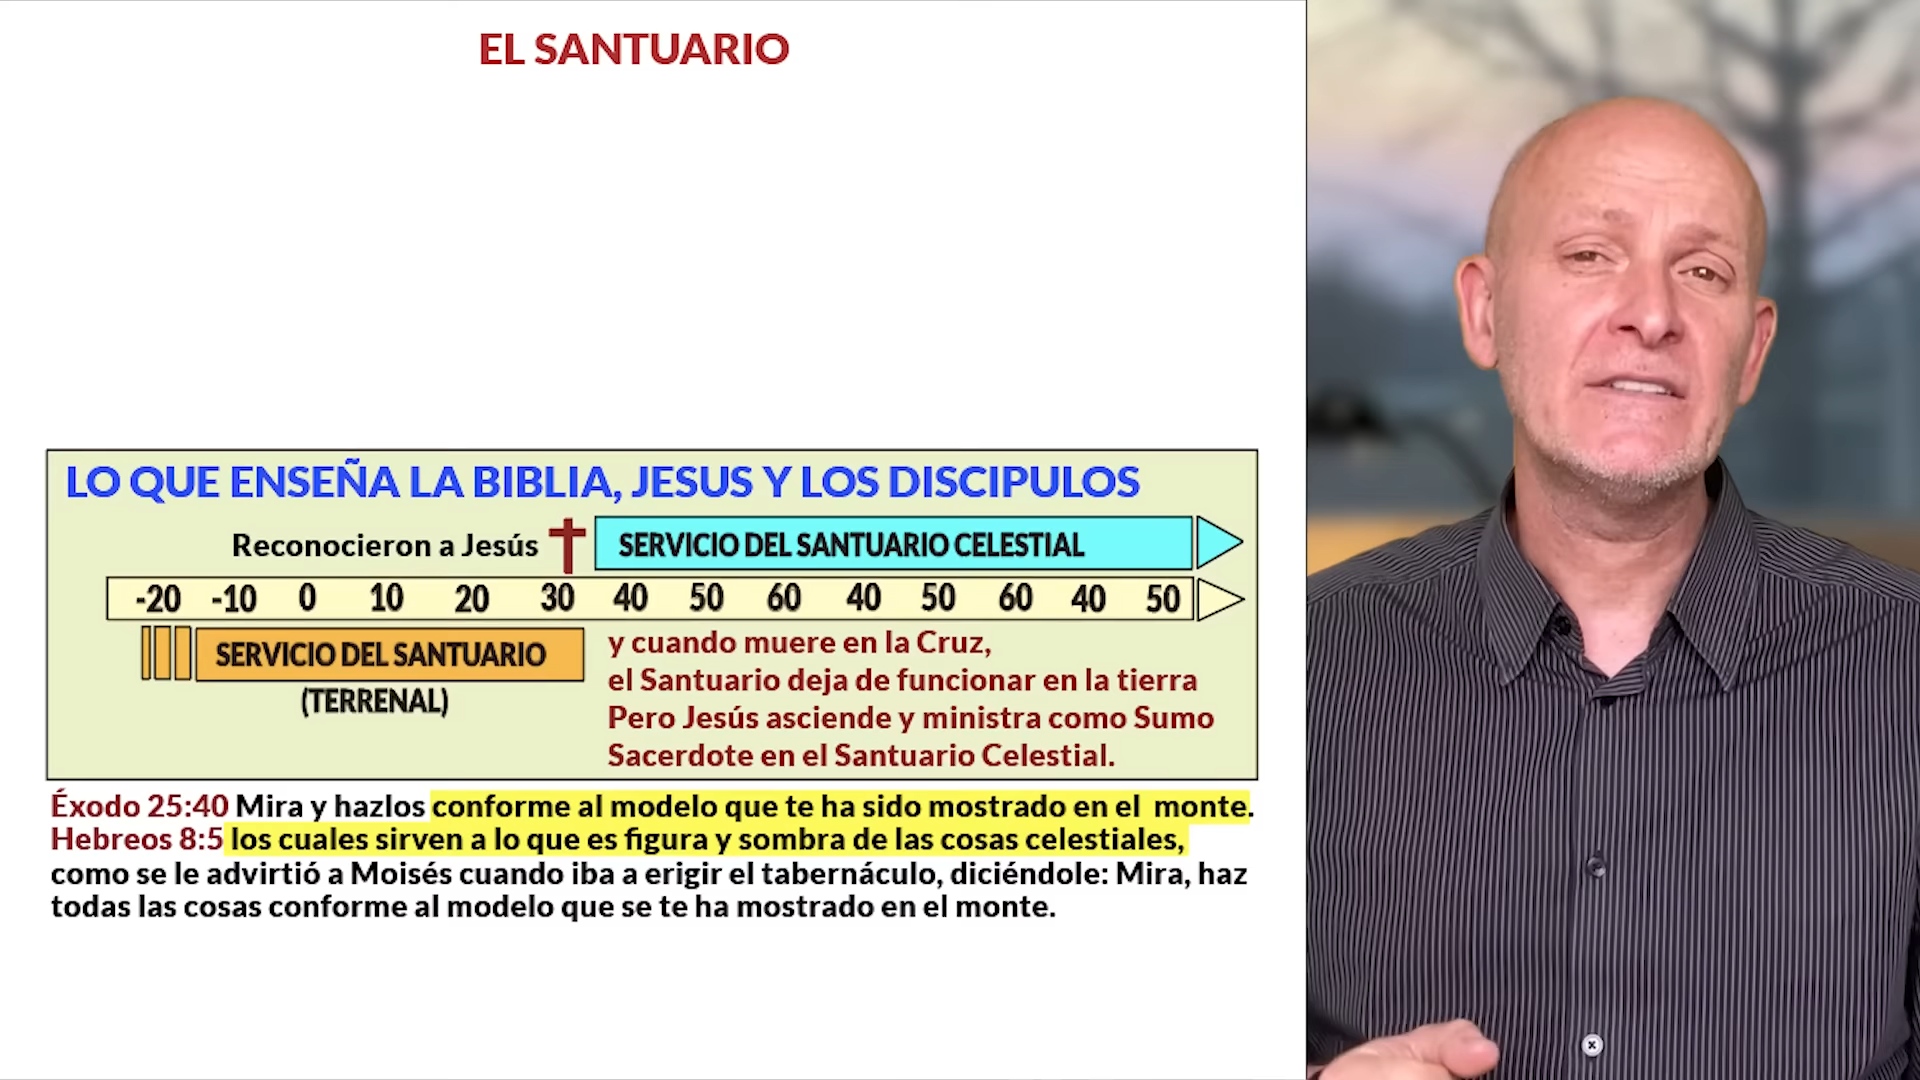 EL SANTUARIO
LO QUE ENSEÑA LA BIBLIA, JESUS Y LOS DISCIPULOS
Reconocieron a Jesús
SERVICIO DEL SANTUARIO CELESTIAL
-20 -10 0 10 20 30 40 50 60 40 50 60 40 50
SERVICIO DEL SANTUARIO
(TERRENAL)
y cuando muere en la Cruz,
el Santuario deja de funcionar en la tierra
Pero Jesús asciende y ministra como Sumo
Sacerdote en el Santuario Celestial.
Éxodo 25:40 Mira y hazlos conforme al modelo que te ha sido mostrado en el monte.
Hebreos 8:5 los cuales sirven a lo que es figura y sombra de las cosas celestiales,
como se le advirtió a Moisés cuando iba a erigir el tabernáculo, diciéndole: Mira, haz
todas las cosas conforme al modelo que se te ha mostrado en el monte.